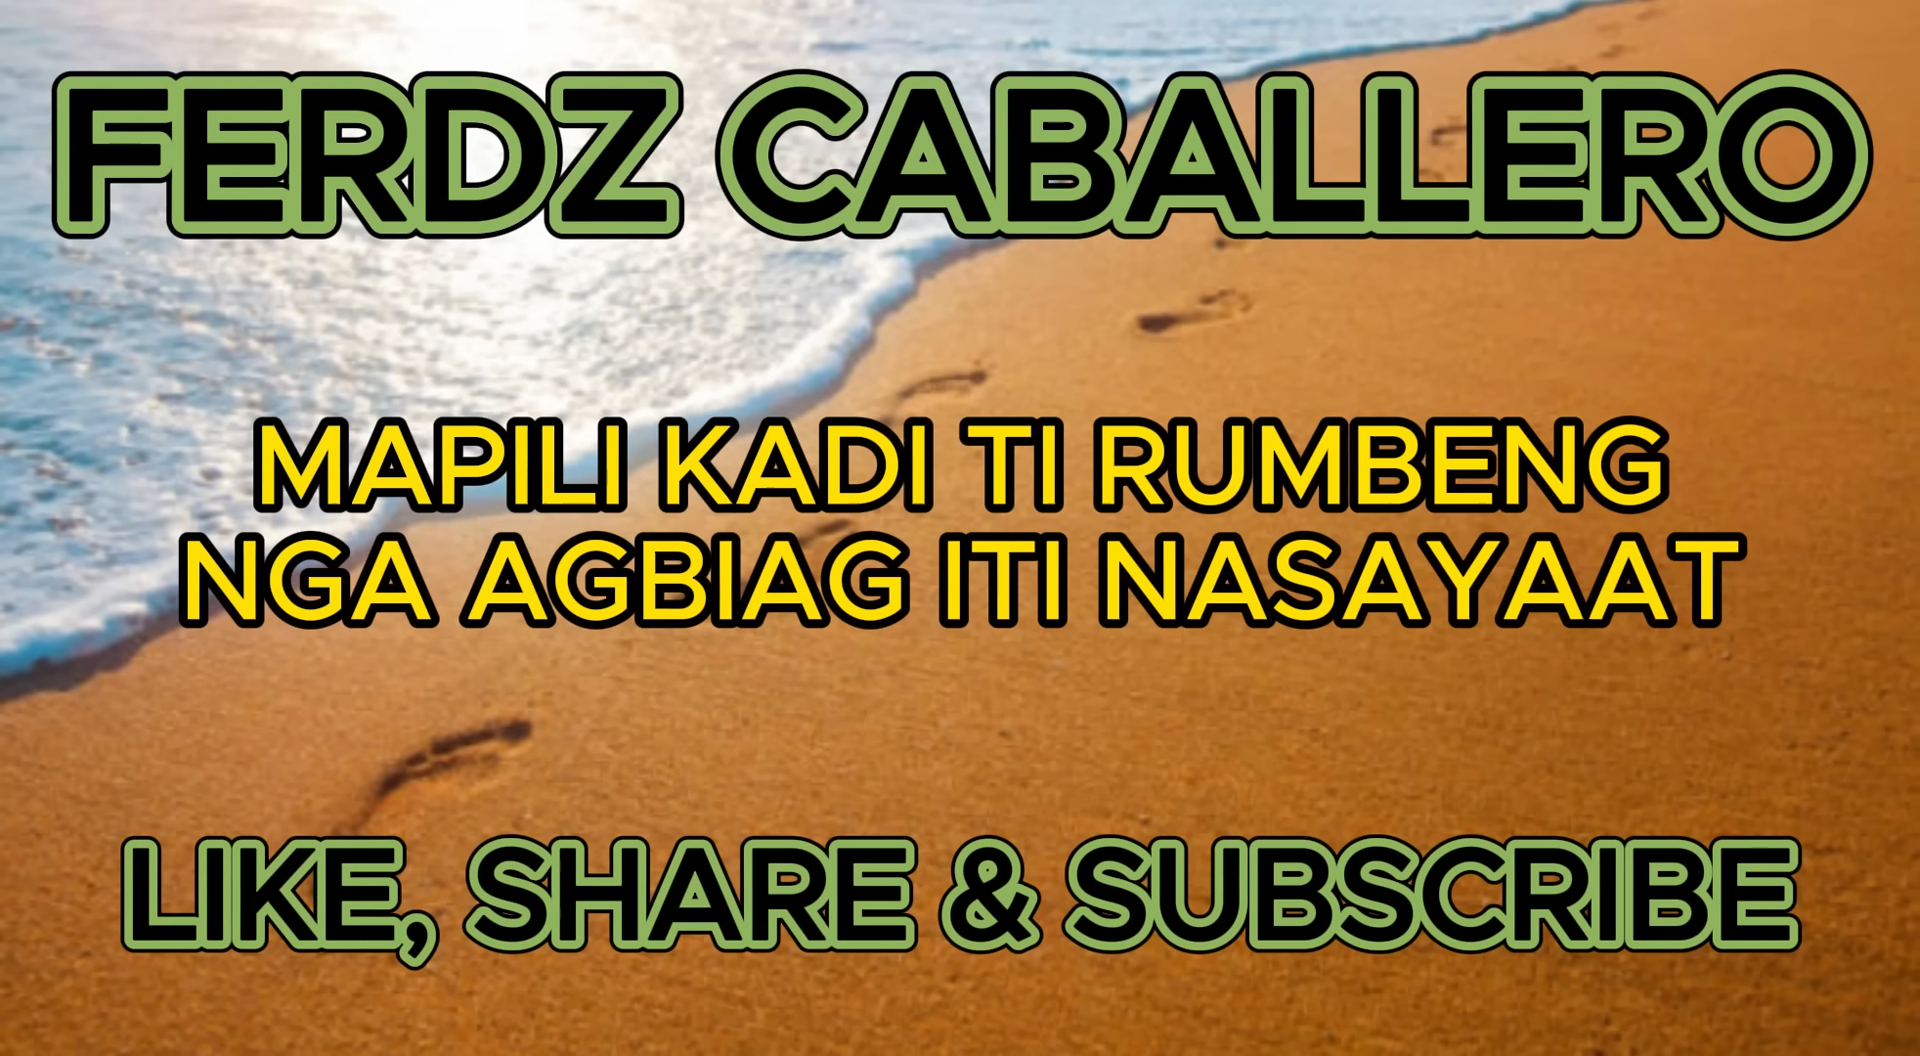 FERDZ CABALLERO
MAPILI KADI TI RUMBENG
NGA AGBIAG ITI NASAYAAT
LIKE, SHARE & SUBSCRIBE